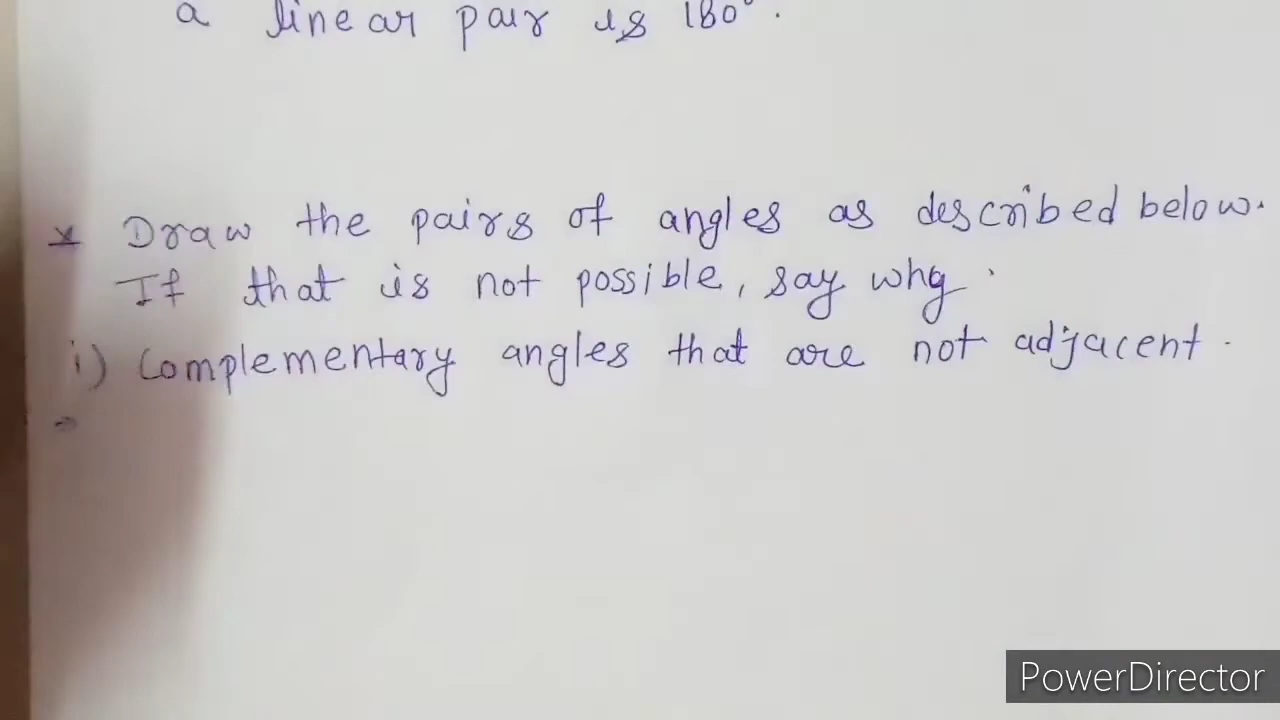 a linear pair is 180°.
* Draw the pairs of angles as described below.
If that is not possible, say why.
i) Complementary angles that are not adjacent.
PowerDirector